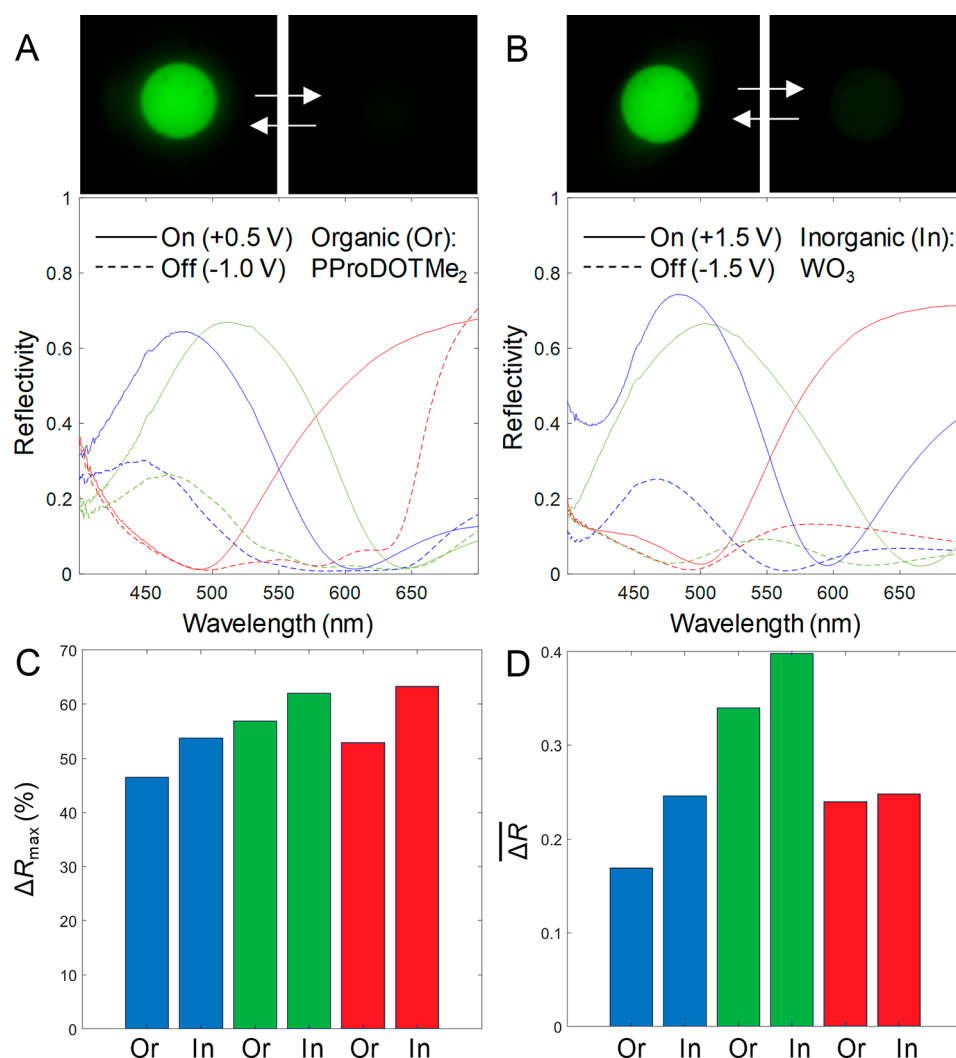 A
B
1
0.8
0.6
0.4
0.2
0
Reflectivity
On (+0.5 V) Organic (Or):
Off (-1.0 V) PProDOTMe₂
450 500 550 600 650
Wavelength (nm)
1
0.8
0.6
0.4
0.2
0
Reflectivity
On (+1.5 V) Inorganic (In):
Off (-1.5 V) WO₃
450 500 550 600 650
Wavelength (nm)
C
70
60
50
40
30
20
10
0
ΔRmax (%)
Or In Or In Or In
D
0.4
0.3
0.2
0.1
0
ΔR
Or In Or In Or In